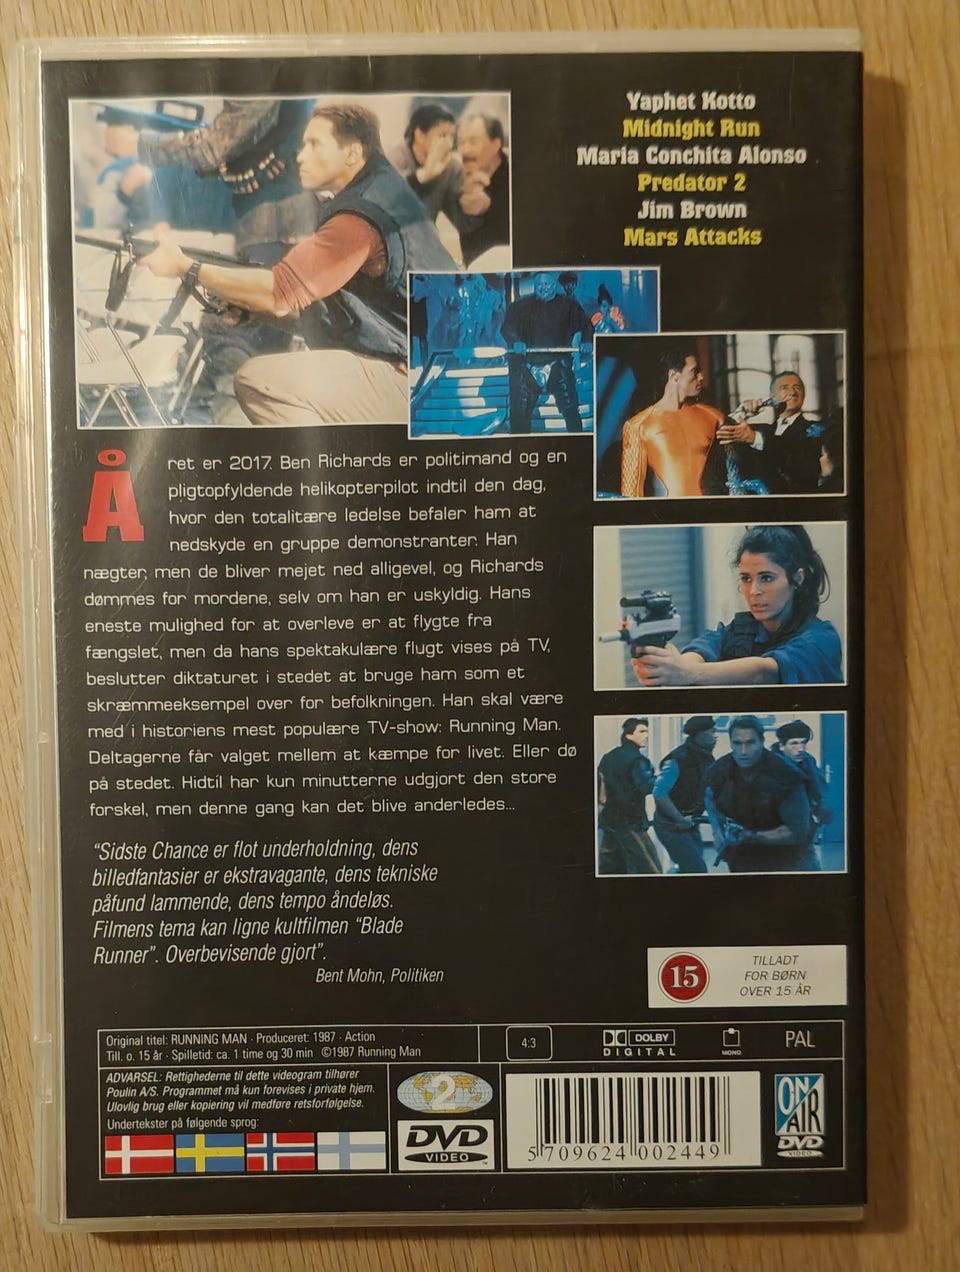 Yaphet Kotto
Midnight Run
Maria Conchita Alonso
Predator 2
Jim Brown
Mars Attacks
Året er 2017. Ben Richards er politimand og en
pligtopfyldende helikopterpilot indtil den dag,
hvor den totalitære ledelse befaler ham at
nedskyde en gruppe demonstranter. Han
nægter, men de bliver mejet ned alligevel, og Richards
dømmes for mordene, selv om han er uskyldig. Hans
eneste mulighed for at overleve er at flygte fra
fængslet, men da hans spektakulære flugt vises på TV,
beslutter diktaturet i stedet at bruge ham som et
skræmmeeksempel over for befolkningen. Han skal være
med i historiens mest populære TV-show: Running Man.
Deltagerne får valget mellem at kæmpe for livet. Eller dø
på stedet. Hidtil har kun minutterne udgjort den store
forskel, men denne gang kan det blive anderledes...
"Sidste Chance er flot underholdning, dens
billedfantasier er ekstravagante, dens tekniske
påfund lammende, dens tempo åndeløs.
Filmens tema kan ligne kultfilmen "Blade
Runner". Overbevisende gjort".
Bent Mohn, Politiken
15
TILLADT
FOR BØRN
OVER 15 ÅR
Original titel: RUNNING MAN · Produceret: 1987 · Action
Till. o. 15 år · Spilletid: ca. 1 time og 30 min ©1987 Running Man
4:3
DOLBY
DIGITAL
MONO
PAL
ADVARSEL: Rettighederne til dette videogram tilhører
Poulin A/S. Programmet må kun forevises i private hjem.
Ulovlig brug eller kopiering vil medføre retsforfølgelse.
Undertekster på følgende sprog:
2
DVD
VIDEO
TM
5 709624 002449
ON
AIR
DVD
VIDEO